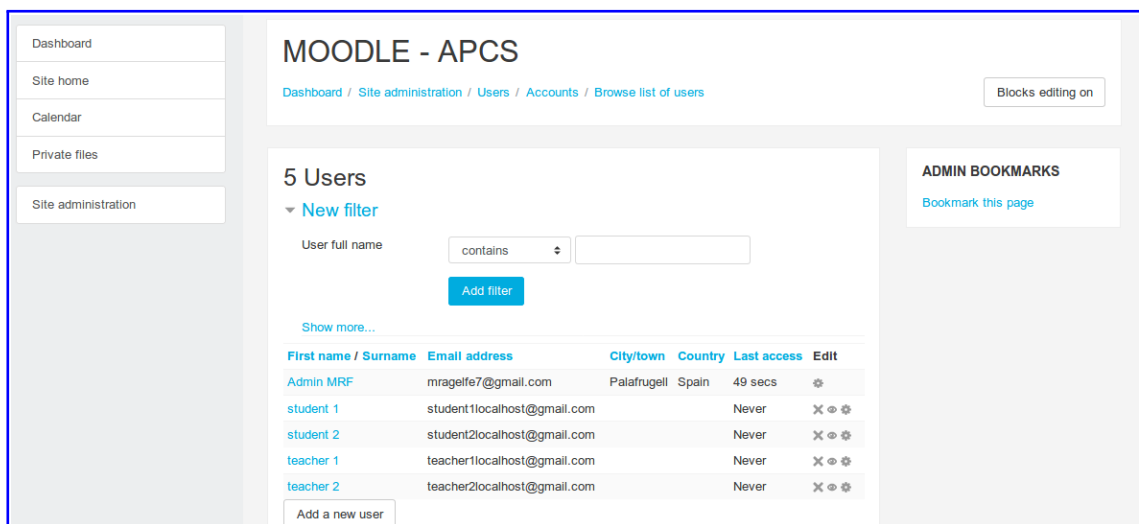 Dashboard
Site home
Calendar
Private files
Site administration
MOODLE - APCS
Dashboard / Site administration / Users / Accounts / Browse list of users
Blocks editing on
5 Users
New filter
User full name contains
Add filter
Show more...
First name / Surname Email address City/town Country Last access Edit
Admin MRF mragelfe7@gmail.com Palafrugell Spain 49 secs
student 1 student1localhost@gmail.com Never
student 2 student2localhost@gmail.com Never
teacher 1 teacher1localhost@gmail.com Never
teacher 2 teacher2localhost@gmail.com Never
Add a new user
ADMIN BOOKMARKS
Bookmark this page